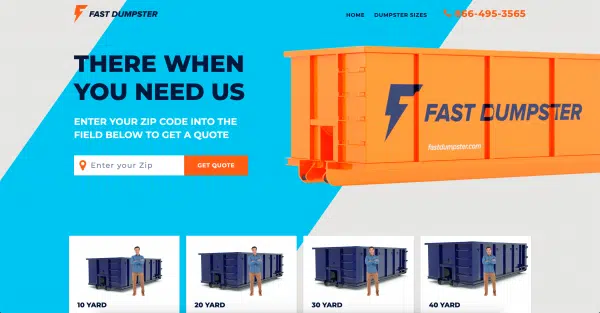 FAST DUMPSTER
HOME
DUMPSTER SIZES
866-495-3565
THERE WHEN
YOU NEED US
ENTER YOUR ZIP CODE INTO THE
FIELD BELOW TO GET A QUOTE
Enter your Zip
GET QUOTE
FAST DUMPSTER
fastdumpster.com
10 YARD
20 YARD
30 YARD
40 YARD